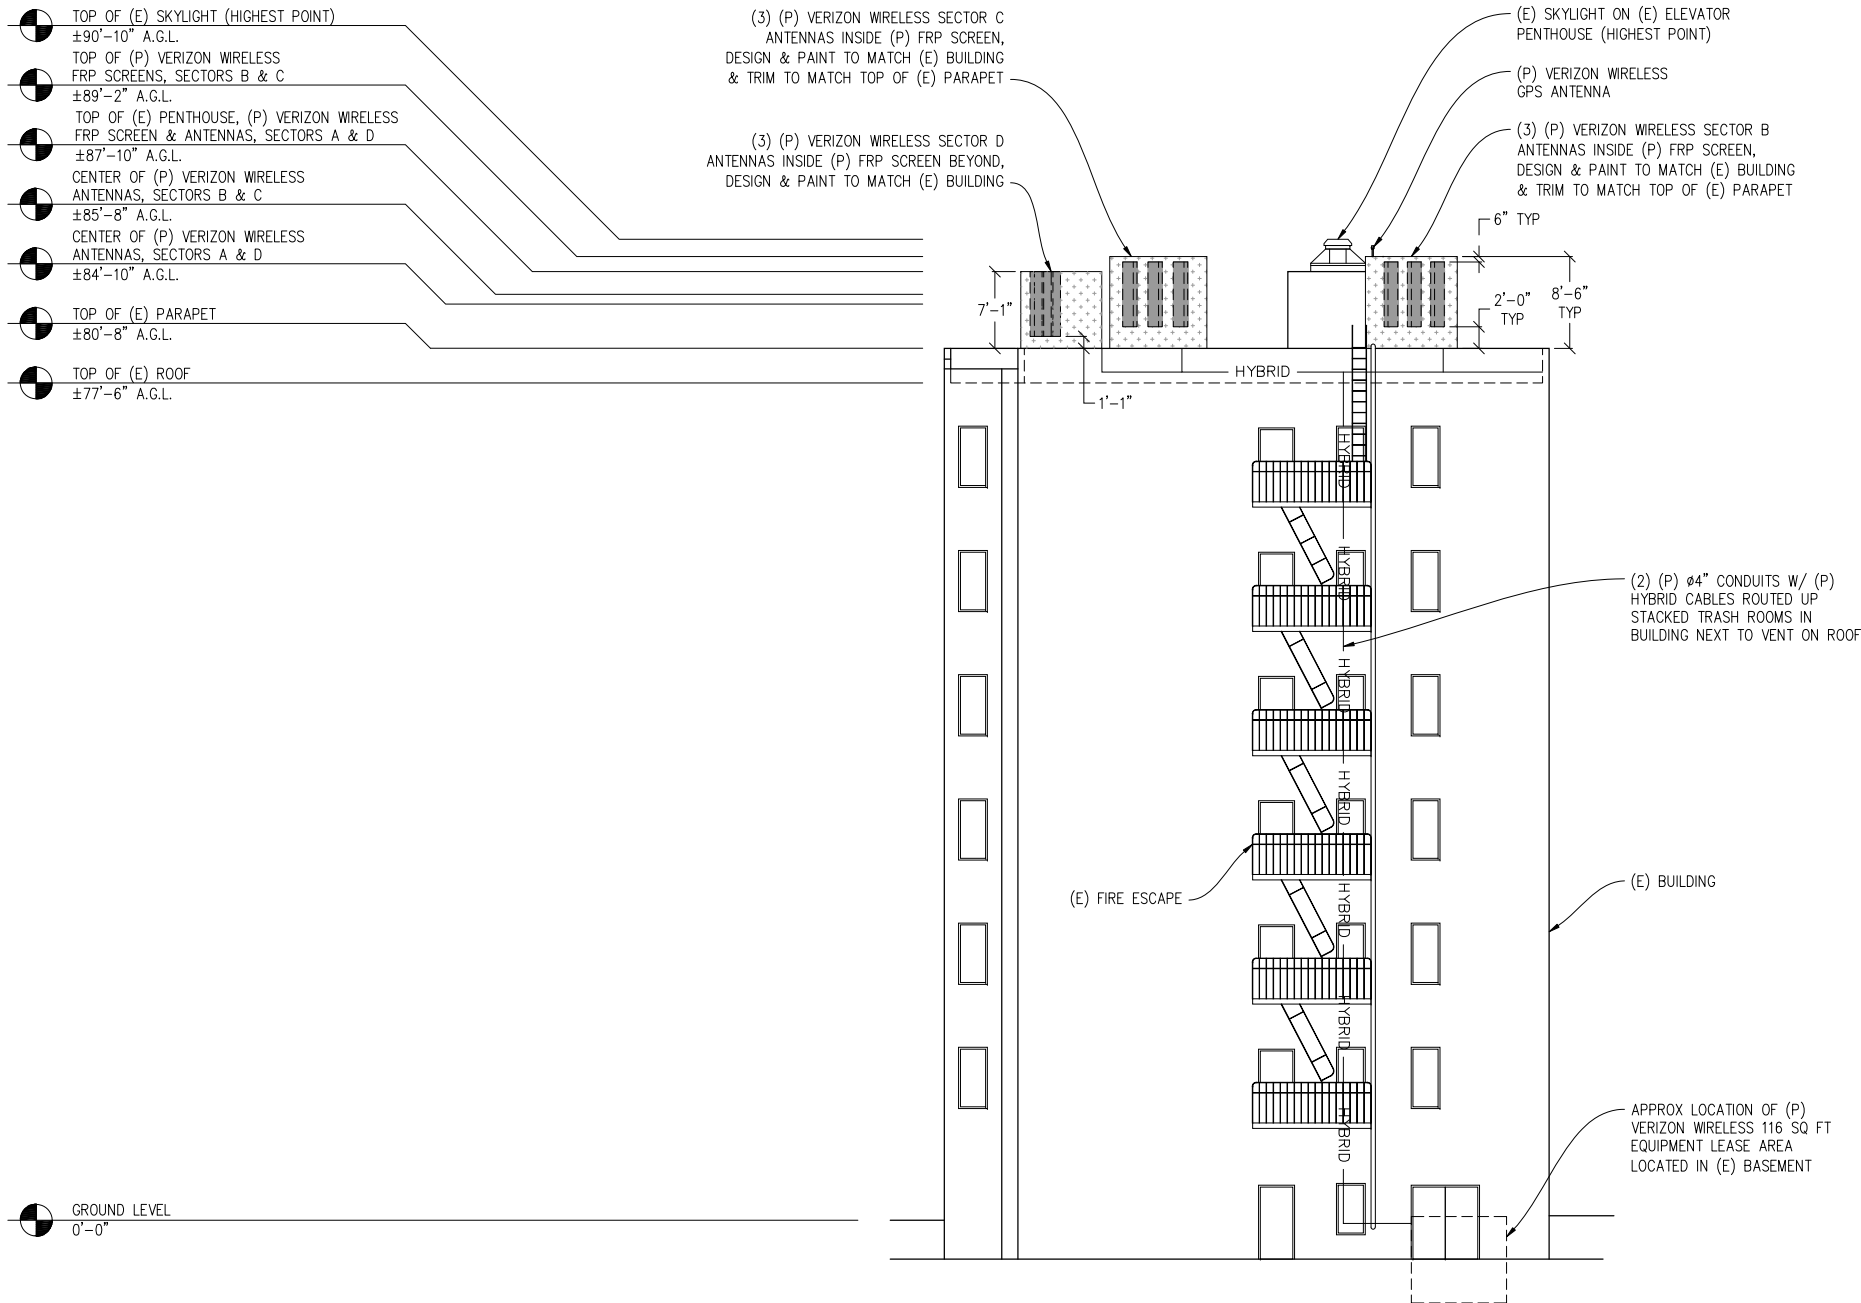 TOP OF (E) SKYLIGHT (HIGHEST POINT)
±90'-10" A.G.L.
TOP OF (P) VERIZON WIRELESS
FRP SCREENS, SECTORS B & C
±89'-2" A.G.L.
TOP OF (E) PENTHOUSE, (P) VERIZON WIRELESS
FRP SCREEN & ANTENNAS, SECTORS A & D
±87'-10" A.G.L.
CENTER OF (P) VERIZON WIRELESS
ANTENNAS, SECTORS B & C
±85'-8" A.G.L.
CENTER OF (P) VERIZON WIRELESS
ANTENNAS, SECTORS A & D
±84'-10" A.G.L.
TOP OF (E) PARAPET
±80'-8" A.G.L.
TOP OF (E) ROOF
±77'-6" A.G.L.
GROUND LEVEL
0'-0"
(3) (P) VERIZON WIRELESS SECTOR C
ANTENNAS INSIDE (P) FRP SCREEN,
DESIGN & PAINT TO MATCH (E) BUILDING
& TRIM TO MATCH TOP OF (E) PARAPET
(3) (P) VERIZON WIRELESS SECTOR D
ANTENNAS INSIDE (P) FRP SCREEN BEYOND,
DESIGN & PAINT TO MATCH (E) BUILDING
(E) SKYLIGHT ON (E) ELEVATOR
PENTHOUSE (HIGHEST POINT)
(P) VERIZON WIRELESS
GPS ANTENNA
(3) (P) VERIZON WIRELESS SECTOR B
ANTENNAS INSIDE (P) FRP SCREEN,
DESIGN & PAINT TO MATCH (E) BUILDING
& TRIM TO MATCH TOP OF (E) PARAPET
6" TYP
7'-1"
2'-0"
TYP
8'-6"
TYP
HYBRID
1'-1"
HYBRID
HYBRID
HYBRID
HYBRID
HYBRID
HYBRID
HYBRID
(2) (P) ø4" CONDUITS W/ (P)
HYBRID CABLES ROUTED UP
STACKED TRASH ROOMS IN
BUILDING NEXT TO VENT ON ROOF
(E) FIRE ESCAPE
(E) BUILDING
APPROX LOCATION OF (P)
VERIZON WIRELESS 116 SQ FT
EQUIPMENT LEASE AREA
LOCATED IN (E) BASEMENT